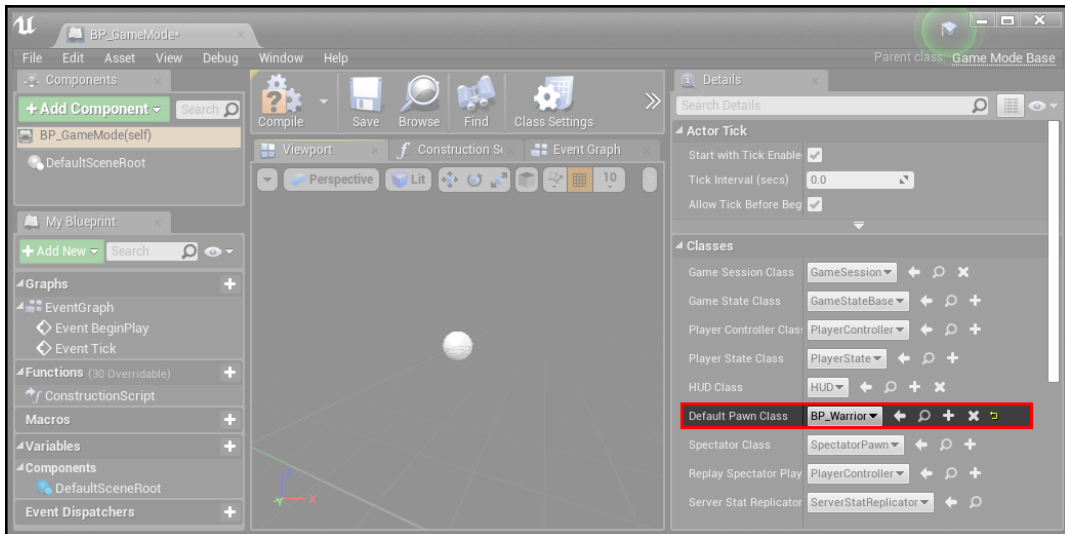 BP_GameMode*
File Edit Asset View Debug Window Help
Parent class: Game Mode Base
Components
+Add Component
Search
BP_GameMode(self)
DefaultSceneRoot
My Blueprint
+Add New
Search
Graphs
EventGraph
Event BeginPlay
Event Tick
Functions (30 Overridable)
ConstructionScript
Macros
Variables
Components
DefaultSceneRoot
Event Dispatchers
Compile Save Browse Find Class Settings
Viewport
Construction Sc
Event Graph
Perspective Lit 10
Z
X
Details
Search Details
Actor Tick
Start with Tick Enable
Tick Interval (secs) 0.0
Allow Tick Before Beg
Classes
Game Session Class GameSession
Game State Class GameStateBase
Player Controller Clas PlayerController
Player State Class PlayerState
HUD Class HUD
Default Pawn Class BP_Warrior
Spectator Class SpectatorPawn
Replay Spectator Play PlayerController
Server Stat Replicator ServerStatReplicator